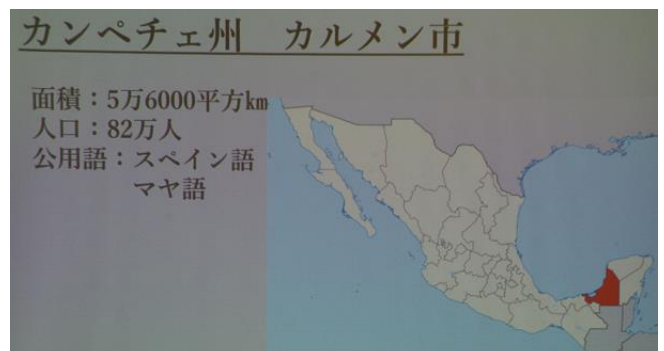 カンペチェ州　カルメン市
面積：5万6000平方km
人口：82万人
公用語：スペイン語
マヤ語